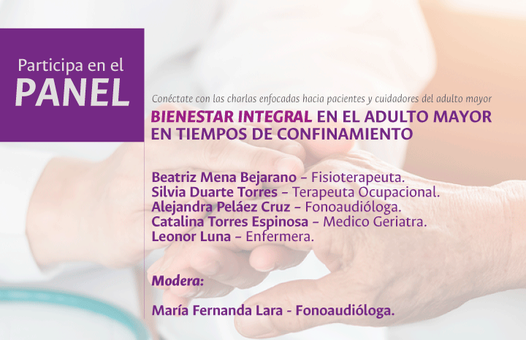 Participa en el
PANEL
Conéctate con las charlas enfocadas hacia pacientes y cuidadores del adulto mayor
BIENESTAR INTEGRAL EN EL ADULTO MAYOR
EN TIEMPOS DE CONFINAMIENTO
Beatriz Mena Bejarano – Fisioterapeuta.
Silvia Duarte Torres – Terapeuta Ocupacional.
Alejandra Peláez Cruz – Fonoaudióloga.
Catalina Torres Espinosa – Medico Geriatra.
Leonor Luna – Enfermera.
Modera:
María Fernanda Lara - Fonoaudióloga.